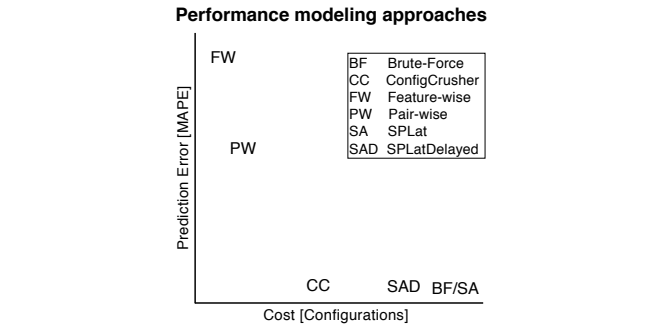 Performance modeling approaches
FW
BF Brute-Force
CC ConfigCrusher
FW Feature-wise
PW Pair-wise
SA SPLat
SAD SPLatDelayed
PW
Prediction Error [MAPE]
CC
SAD
BF/SA
Cost [Configurations]